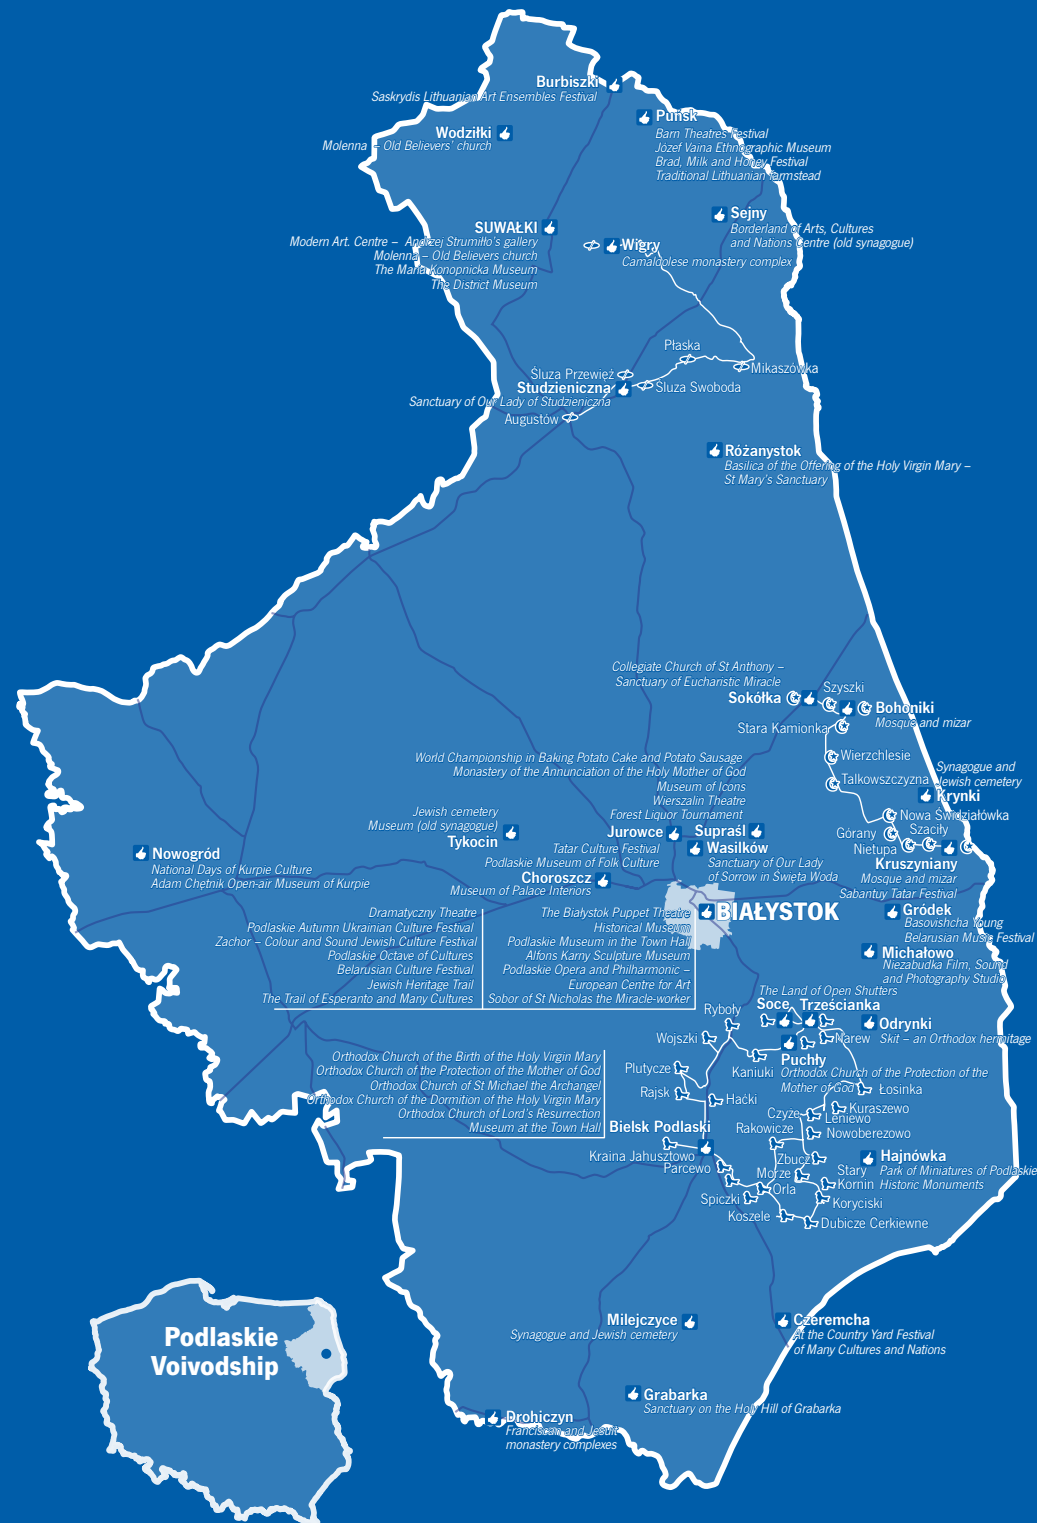 Burbiszki
Saskrydis Lithuanian Art Ensembles Festival
Puńsk
Barn Theatres Festival
Józef Vaina Ethnographic Museum
Brad, Milk and Honey Festival
Traditional Lithuanian farmstead
Wodziłki
Molenna – Old Believers' church
Sejny
Borderland of Arts, Cultures
and Nations Centre (old synagogue)
SUWAŁKI
Modern Art. Centre – Andrzej Strumiłło's gallery
Molenna – Old Believers church
The Maria Konopnicka Museum
The District Museum
Wigry
Camaldolese monastery complex
Płaska
Mikaszówka
Śluza Przewięź
Studzieniczna
Śluza Swoboda
Sanctuary of Our Lady of Studzieniczna
Augustów
Różanystok
Basilica of the Offering of the Holy Virgin Mary –
St Mary's Sanctuary
Collegiate Church of St Anthony –
Sanctuary of Eucharistic Miracle
Sokółka
Szyszki
Bohoniki
Mosque and mizar
Stara Kamionka
Wierzchlesie
Talkowszczyzna
Synagogue and
Jewish cemetery
Krynki
Nowa Świdziałówka
Górany
Szaciły
Nietupa
Kruszyniany
Mosque and mizar
Sabantuy Tatar Festival
World Championship in Baking Potato Cake and Potato Sausage
Monastery of the Annunciation of the Holy Mother of God
Museum of Icons
Wierszalin Theatre
Forest Liquor Tournament
Jurowce
Supraśl
Tatar Culture Festival
Podlaskie Museum of Folk Culture
Wasilków
Sanctuary of Our Lady
of Sorrow in Święta Woda
Jewish cemetery
Museum (old synagogue)
Tykocin
Choroszcz
Museum of Palace Interiors
Nowogród
National Days of Kurpie Culture
Adam Chętnik Open-air Museum of Kurpie
BIAŁYSTOK
Dramatyczny Theatre
Podlaskie Autumn Ukrainian Culture Festival
Zachor – Colour and Sound Jewish Culture Festival
Podlaskie Octave of Cultures
Belarusian Culture Festival
Jewish Heritage Trail
The Trail of Esperanto and Many Cultures
The Białystok Puppet Theatre
Historical Museum
Podlaskie Museum in the Town Hall
Alfons Karny Sculpture Museum
Podlaskie Opera and Philharmonic –
European Centre for Art
Sobor of St Nicholas the Miracle-worker
Gródek
Basovishcha Young
Belarusian Music Festival
Michałowo
Niezabudka Film, Sound
and Photography Studio
The Land of Open Shutters
Soce
Trześcianka
Ryboły
Wojszki
Narew
Odrynki
Skit – an Orthodox hermitage
Puchły
Orthodox Church of the Protection of the
Mother of God
Kaniuki
Plutycze
Rajsk
Haćki
Łosinka
Kuraszewo
Czyże
Leniewo
Rakowicze
Nowoberezowo
Orthodox Church of the Birth of the Holy Virgin Mary
Orthodox Church of the Protection of the Mother of God
Orthodox Church of St Michael the Archangel
Orthodox Church of the Dormition of the Holy Virgin Mary
Orthodox Church of Lord's Resurrection
Museum at the Town Hall
Bielsk Podlaski
Kraina Jahusztowo
Parcewo
Zbucz
Hajnówka
Park of Miniatures of Podlaskie
Historic Monuments
Morze
Stary
Kornin
Orla
Spiczki
Koryciski
Koszele
Dubicze Cerkiewne
Milejczyce
Synagogue and Jewish cemetery
Czeremcha
At the Country Yard Festival
of Many Cultures and Nations
Grabarka
Sanctuary on the Holy Hill of Grabarka
Drohiczyn
Franciscan and Jesuit
monastery complexes
Podlaskie
Voivodship